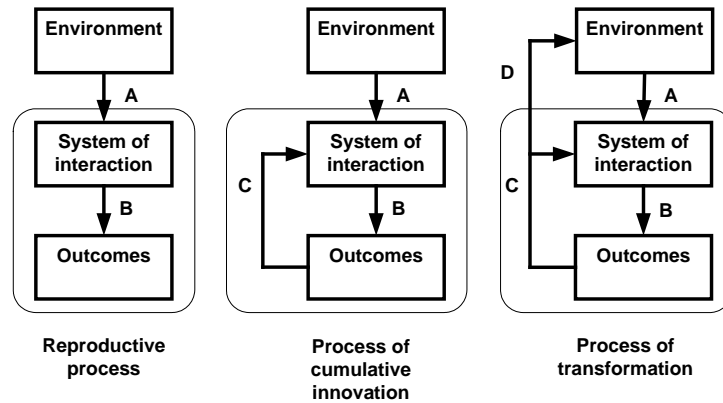 Environment
A
System of
interaction
B
Outcomes
Reproductive
process
Environment
A
System of
interaction
C
B
Outcomes
Process of
cumulative
innovation
Environment
D
A
System of
interaction
C
B
Outcomes
Process of
transformation